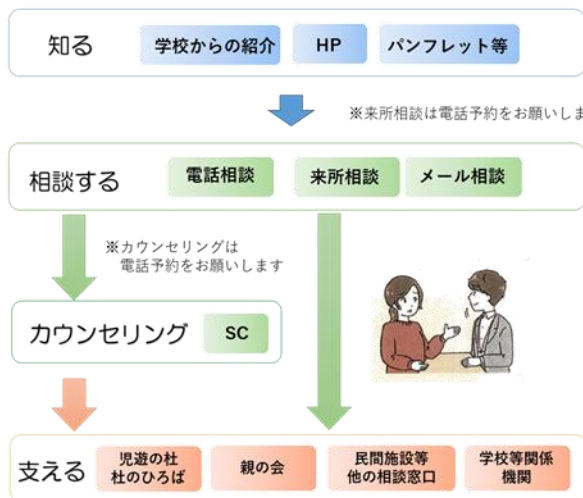 知る 学校からの紹介 HP パンフレット等
※来所相談は電話予約をお願いしま
相談する 電話相談 来所相談 メール相談
※カウンセリングは
電話予約をお願いします
カウンセリング SC
支える
児遊の杜
杜のひろば
親の会
民間施設等
他の相談窓口
学校等関係
機関